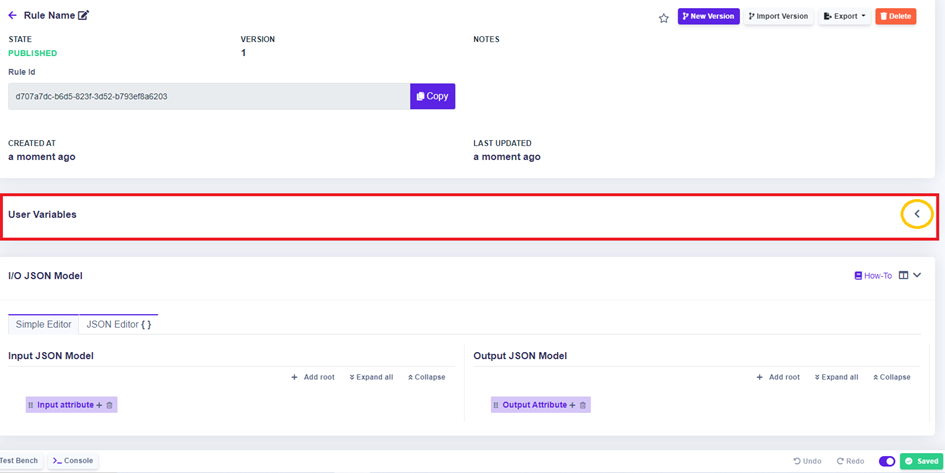 Rule Name
New Version
Import Version
Export
Delete
STATE
VERSION
NOTES
PUBLISHED
1
Rule Id
d707a7dc-b6d5-823f-3d52-b793ef8a6203
Copy
CREATED AT
LAST UPDATED
a moment ago
a moment ago
User Variables
I/O JSON Model
How-To
Simple Editor
JSON Editor { }
Input JSON Model
Output JSON Model
+ Add root
Expand all
Collapse
+ Add root
Expand all
Collapse
Input attribute +
Output Attribute +
Test Bench
>_ Console
Undo
Redo
Saved